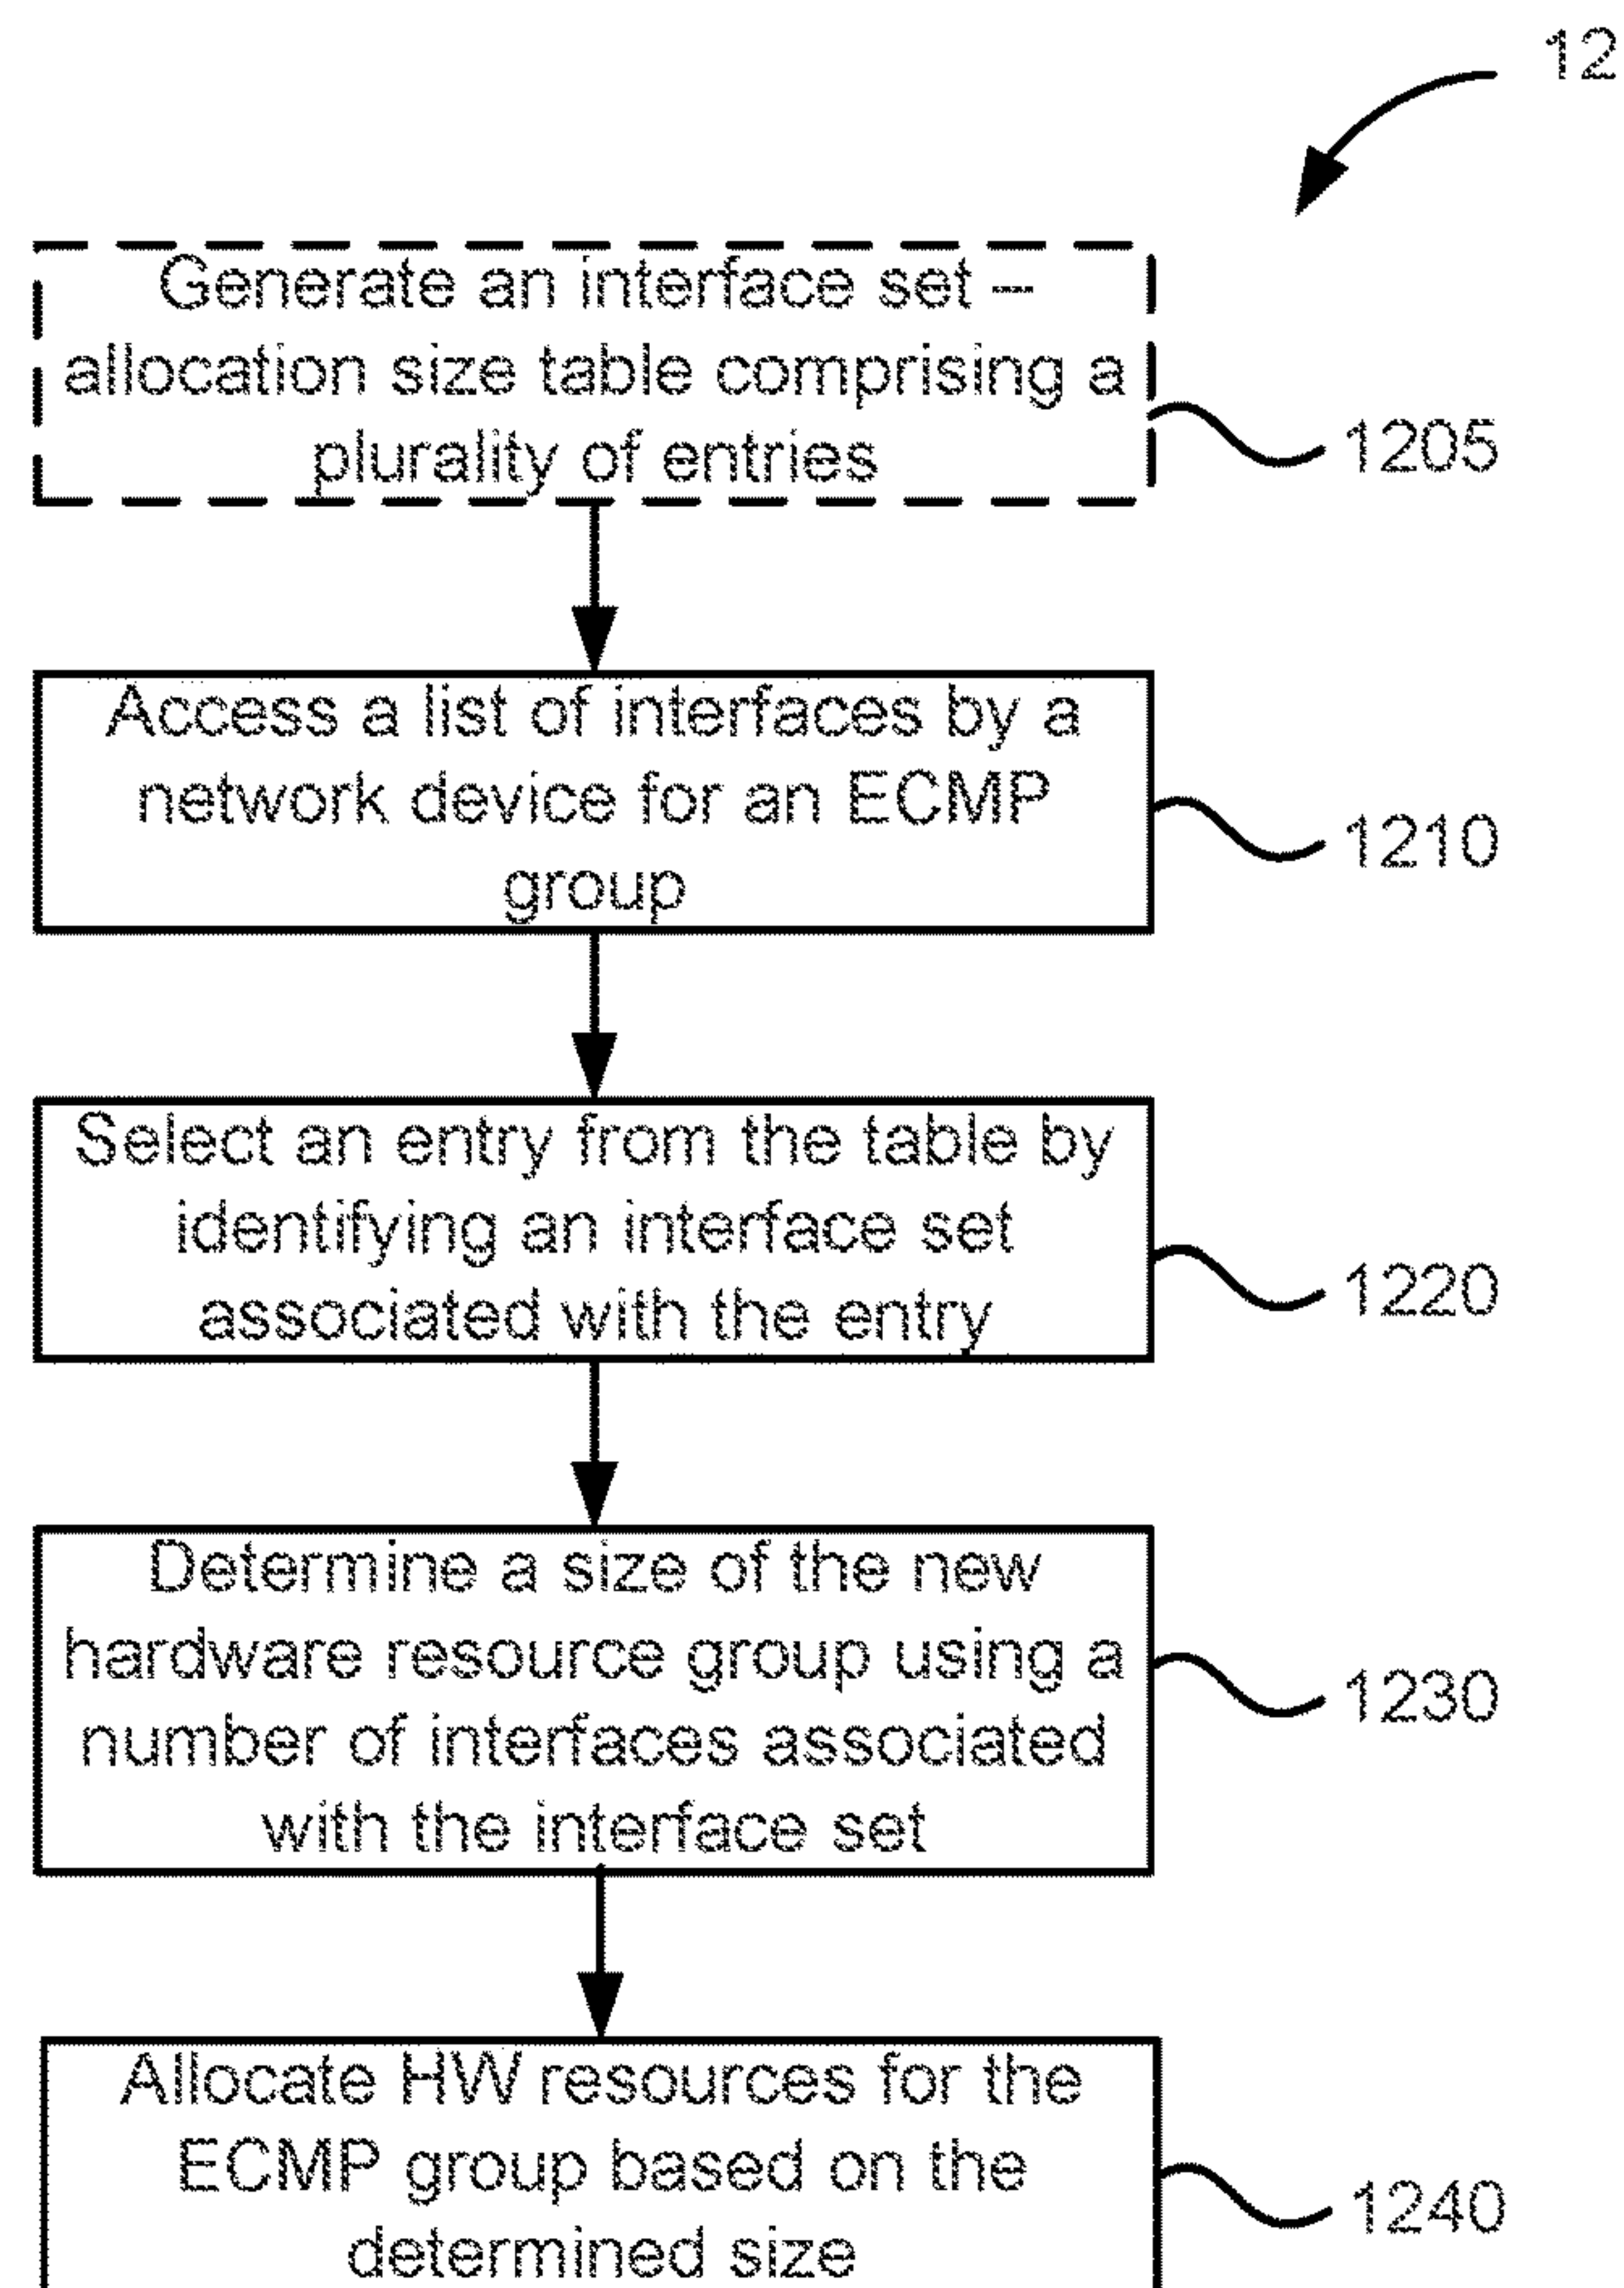 12
Generate an interface set –
allocation size table comprising a
plurality of entries
1205
Access a list of interfaces by a
network device for an ECMP
group
1210
Select an entry from the table by
identifying an interface set
associated with the entry
1220
Determine a size of the new
hardware resource group using a
number of interfaces associated
with the interface set
1230
Allocate HW resources for the
ECMP group based on the
determined size
1240